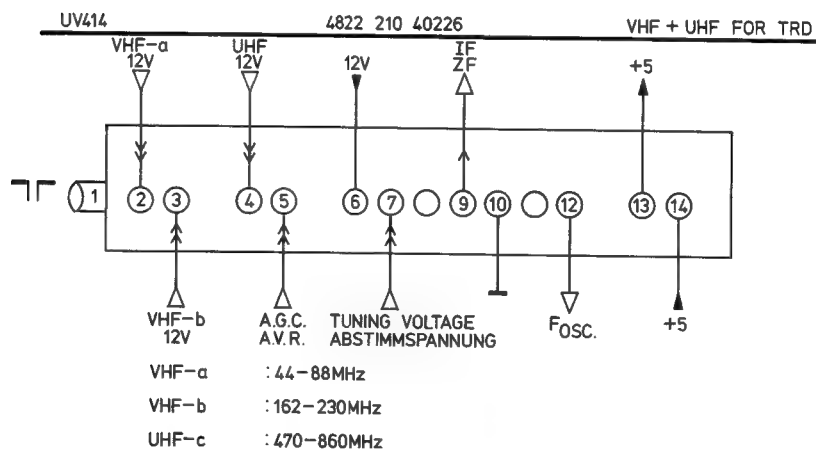 UV414 4822 210 40226 VHF + UHF FOR TRD
VHF-a UHF IF
12V 12V 12V ZF +5
1 2 3 4 5 6 7 9 10 12 13 14
VHF-b A.G.C. TUNING VOLTAGE FOSC. +5
12V A.V.R. ABSTIMMSPANNUNG
VHF-a : 44-88MHz
VHF-b : 162-230MHz
UHF-c : 470-860MHz